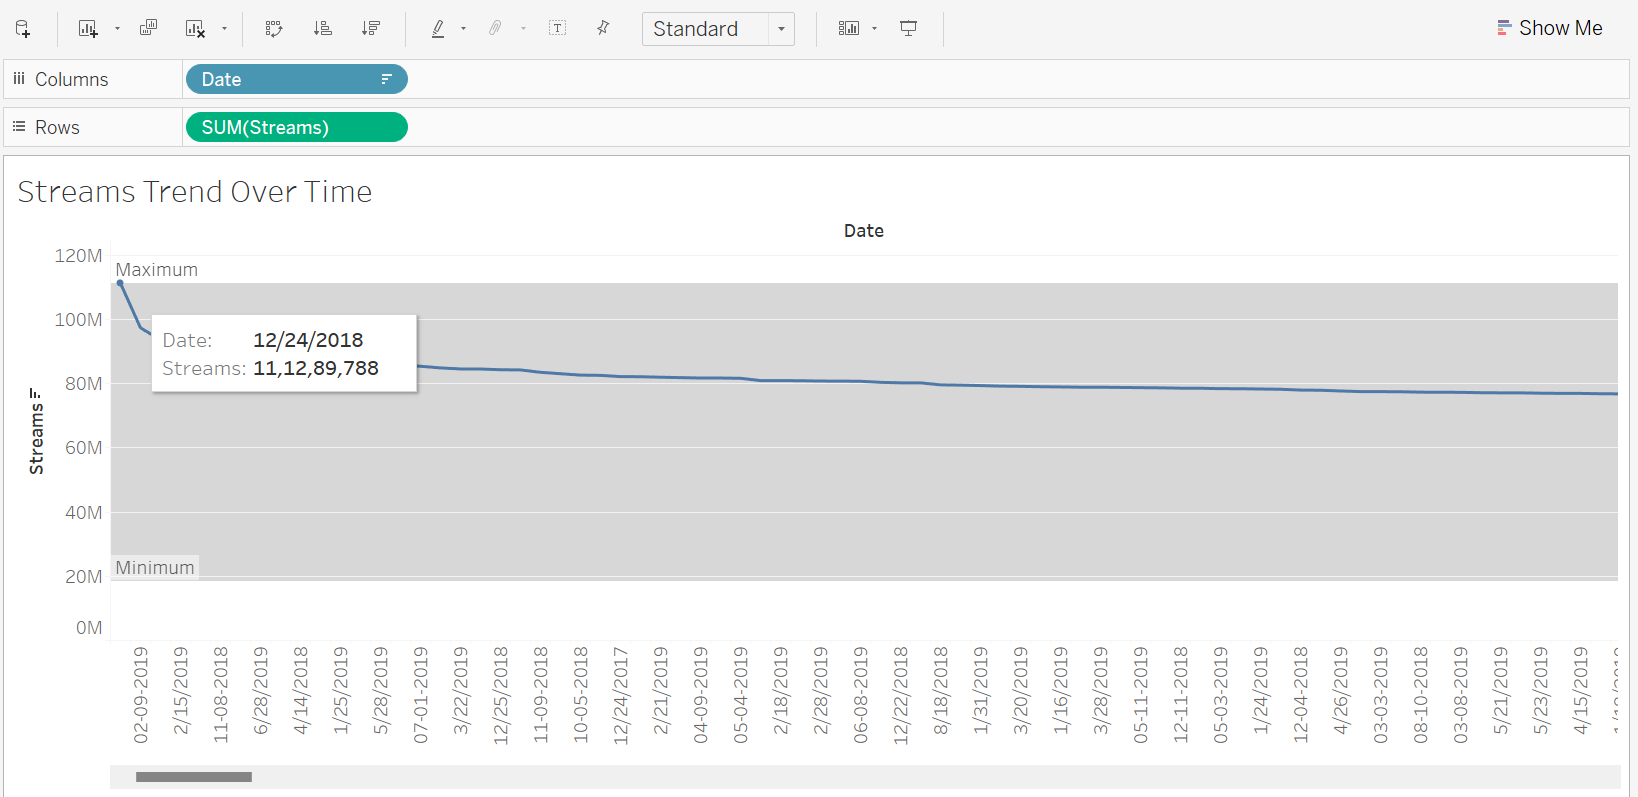 Standard
Show Me
Columns
Date
Rows
SUM(Streams)
Streams Trend Over Time
Date
120M
100M
80M
60M
40M
20M
0M
Streams
Maximum
Minimum
Date: 12/24/2018
Streams: 11,12,89,788
02-09-2019
2/15/2019
11-08-2018
6/28/2019
4/14/2018
1/25/2019
5/28/2019
07-01-2019
3/22/2019
12/25/2018
11-09-2018
10-05-2018
12/24/2017
2/21/2019
04-09-2019
05-04-2019
2/18/2019
2/28/2019
06-08-2019
12/22/2018
8/18/2019
1/31/2019
3/20/2019
1/16/2019
3/28/2019
05-11-2019
12-11-2018
05-03-2019
1/24/2019
12-04-2018
4/26/2019
03-03-2019
08-10-2018
03-08-2019
5/21/2019
5/23/2019
4/15/2019